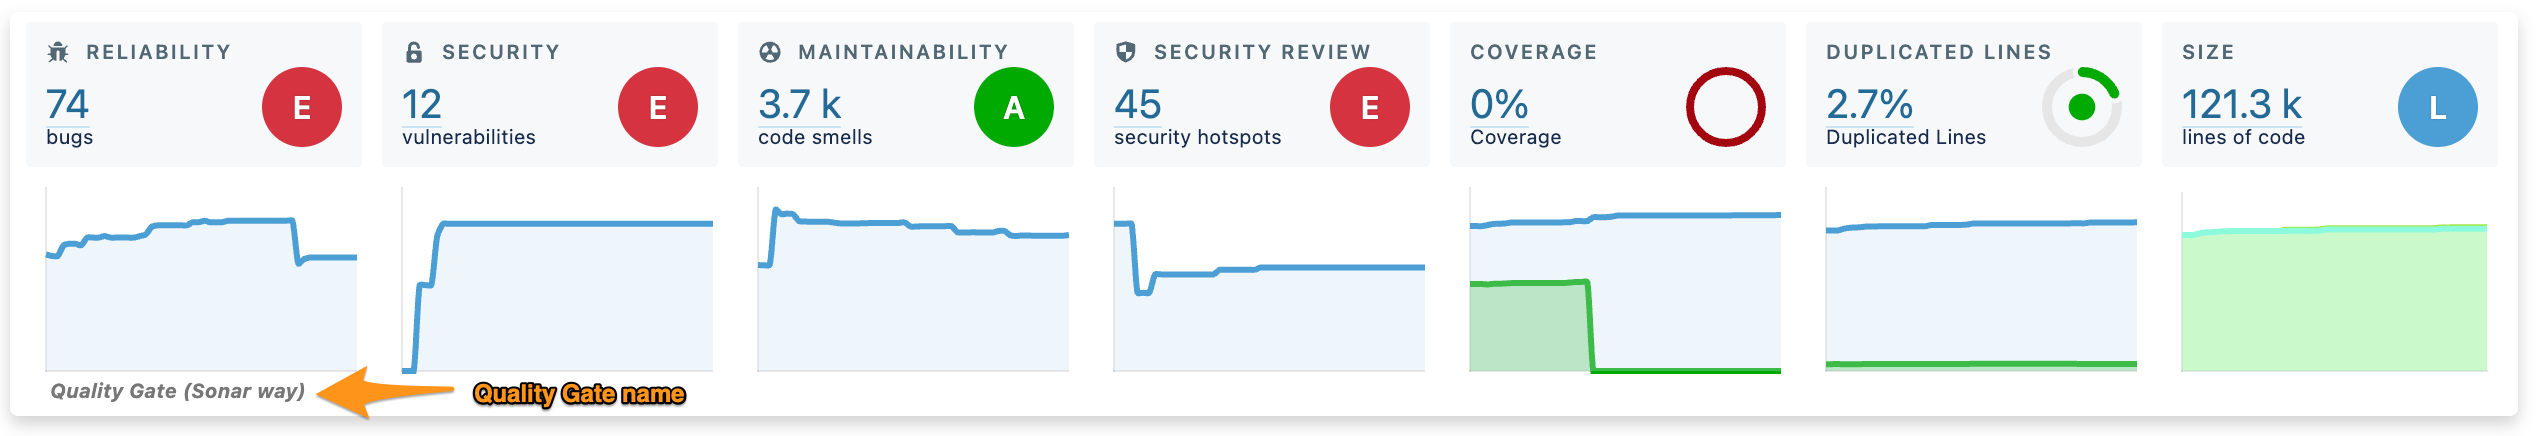 RELIABILITY
74
bugs
E
SECURITY
12
vulnerabilities
E
MAINTAINABILITY
3.7 k
code smells
A
SECURITY REVIEW
45
security hotspots
E
COVERAGE
0%
Coverage
DUPLICATED LINES
2.7%
Duplicated Lines
SIZE
121.3 k
lines of code
L
Quality Gate (Sonar way)
Quality Gate name